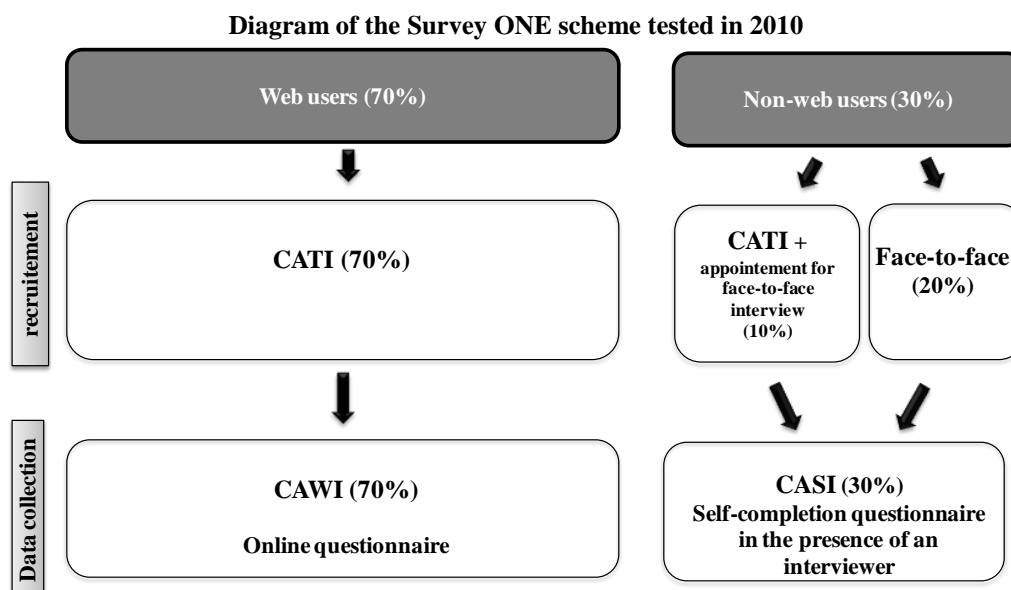 Diagram of the Survey ONE scheme tested in 2010
Web users (70%)
Non-web users (30%)
recruitement
CATI (70%)
CATI +
appointement for
face-to-face
interview
(10%)
Face-to-face
(20%)
Data collection
CAWI (70%)
Online questionnaire
CASI (30%)
Self-completion questionnaire
in the presence of an
interviewer